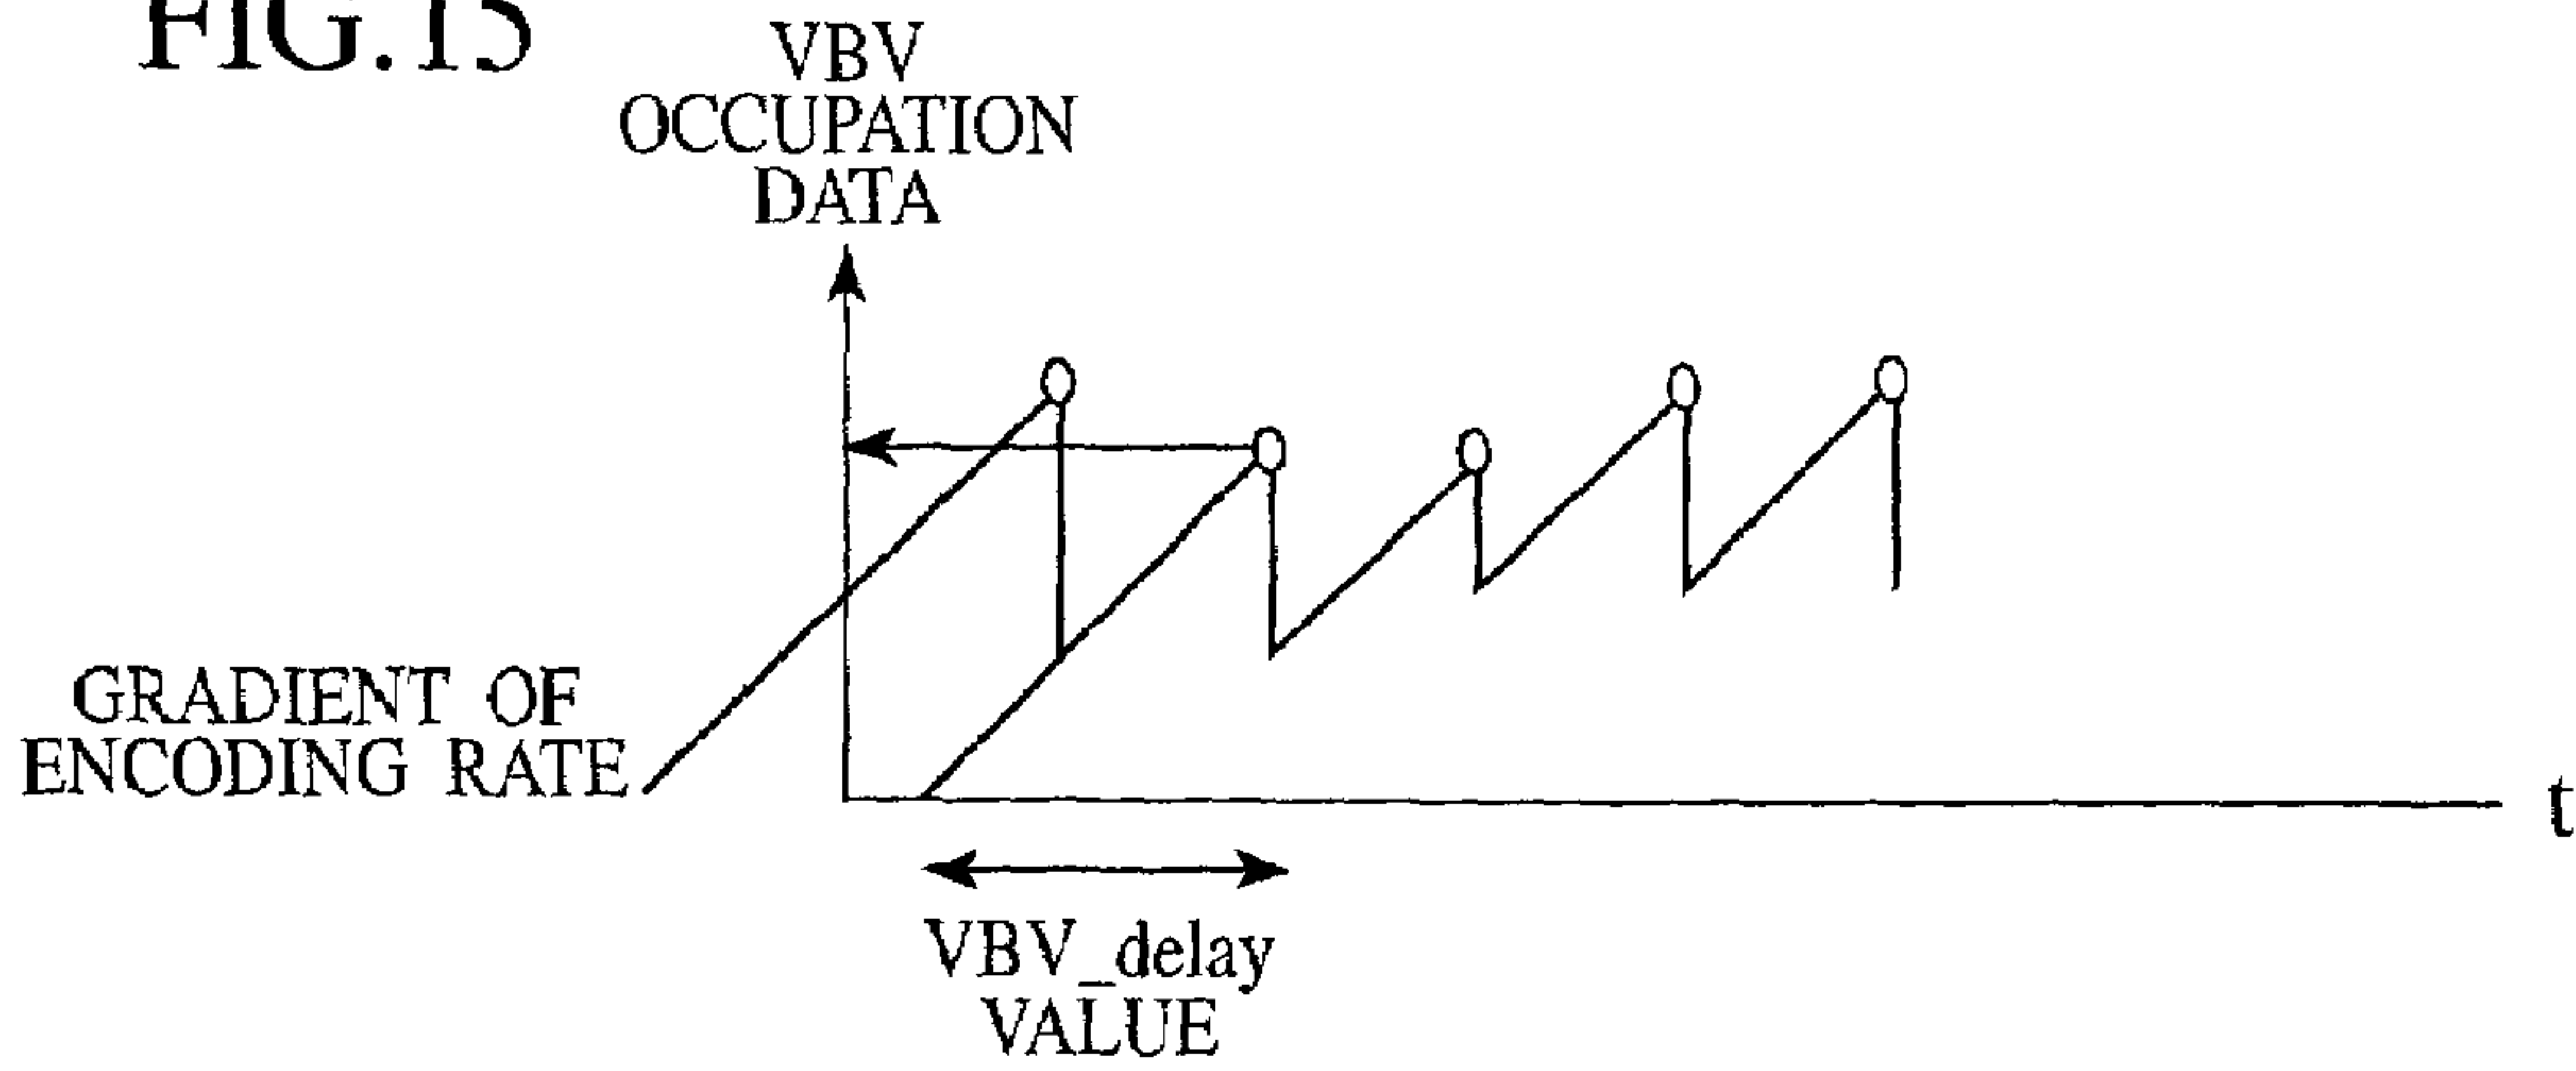 FIG.15
VBV
OCCUPATION
DATA
GRADIENT OF
ENCODING RATE
t
VBV_delay
VALUE